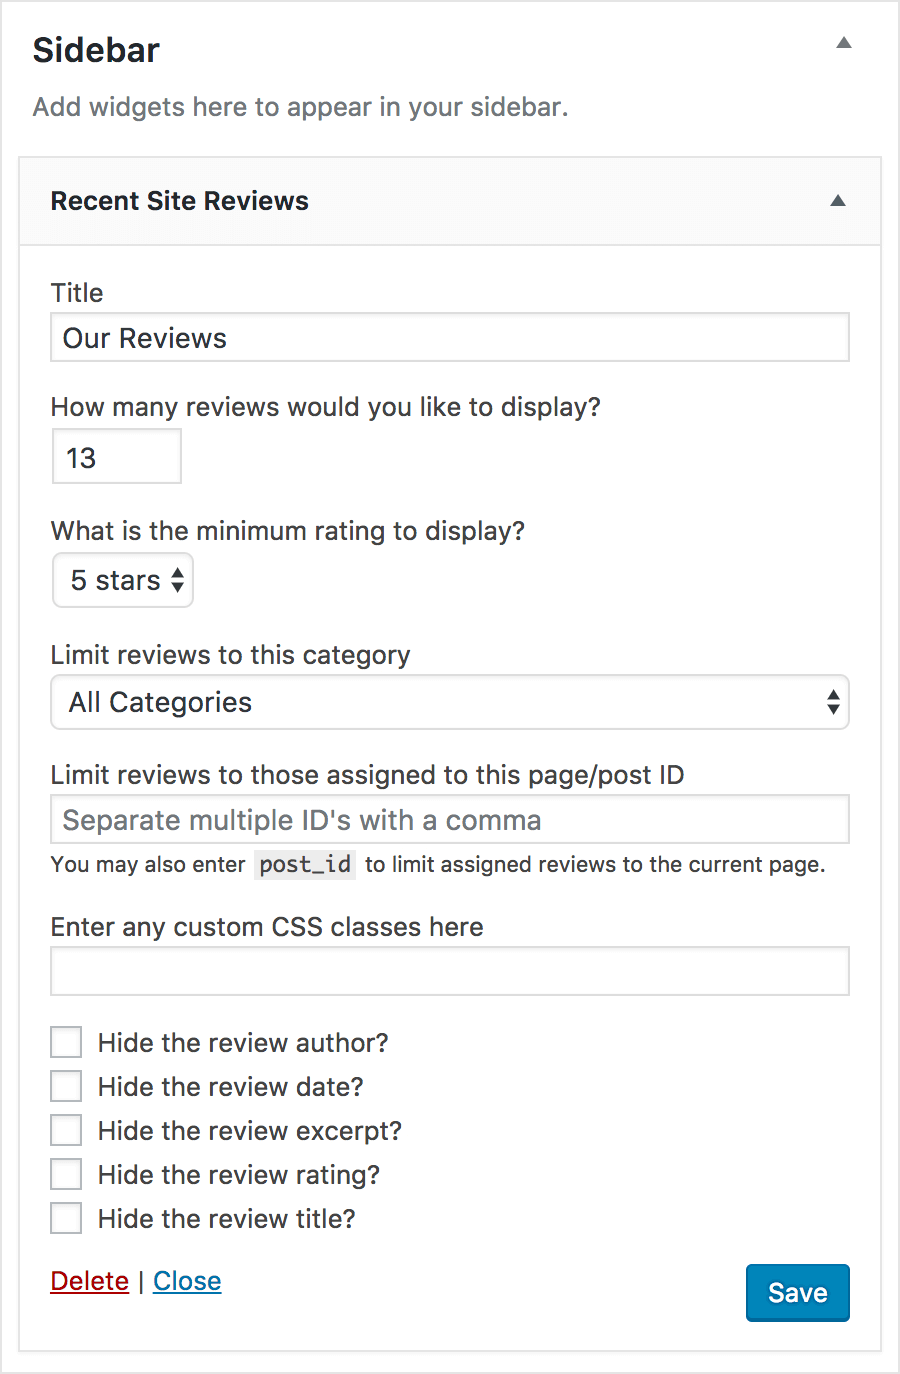 Sidebar
Add widgets here to appear in your sidebar.
Recent Site Reviews
Title
Our Reviews
How many reviews would you like to display?
13
What is the minimum rating to display?
5 stars
Limit reviews to this category
All Categories
Limit reviews to those assigned to this page/post ID
Separate multiple ID's with a comma
You may also enter post_id to limit assigned reviews to the current page.
Enter any custom CSS classes here
Hide the review author?
Hide the review date?
Hide the review excerpt?
Hide the review rating?
Hide the review title?
Delete | Close
Save